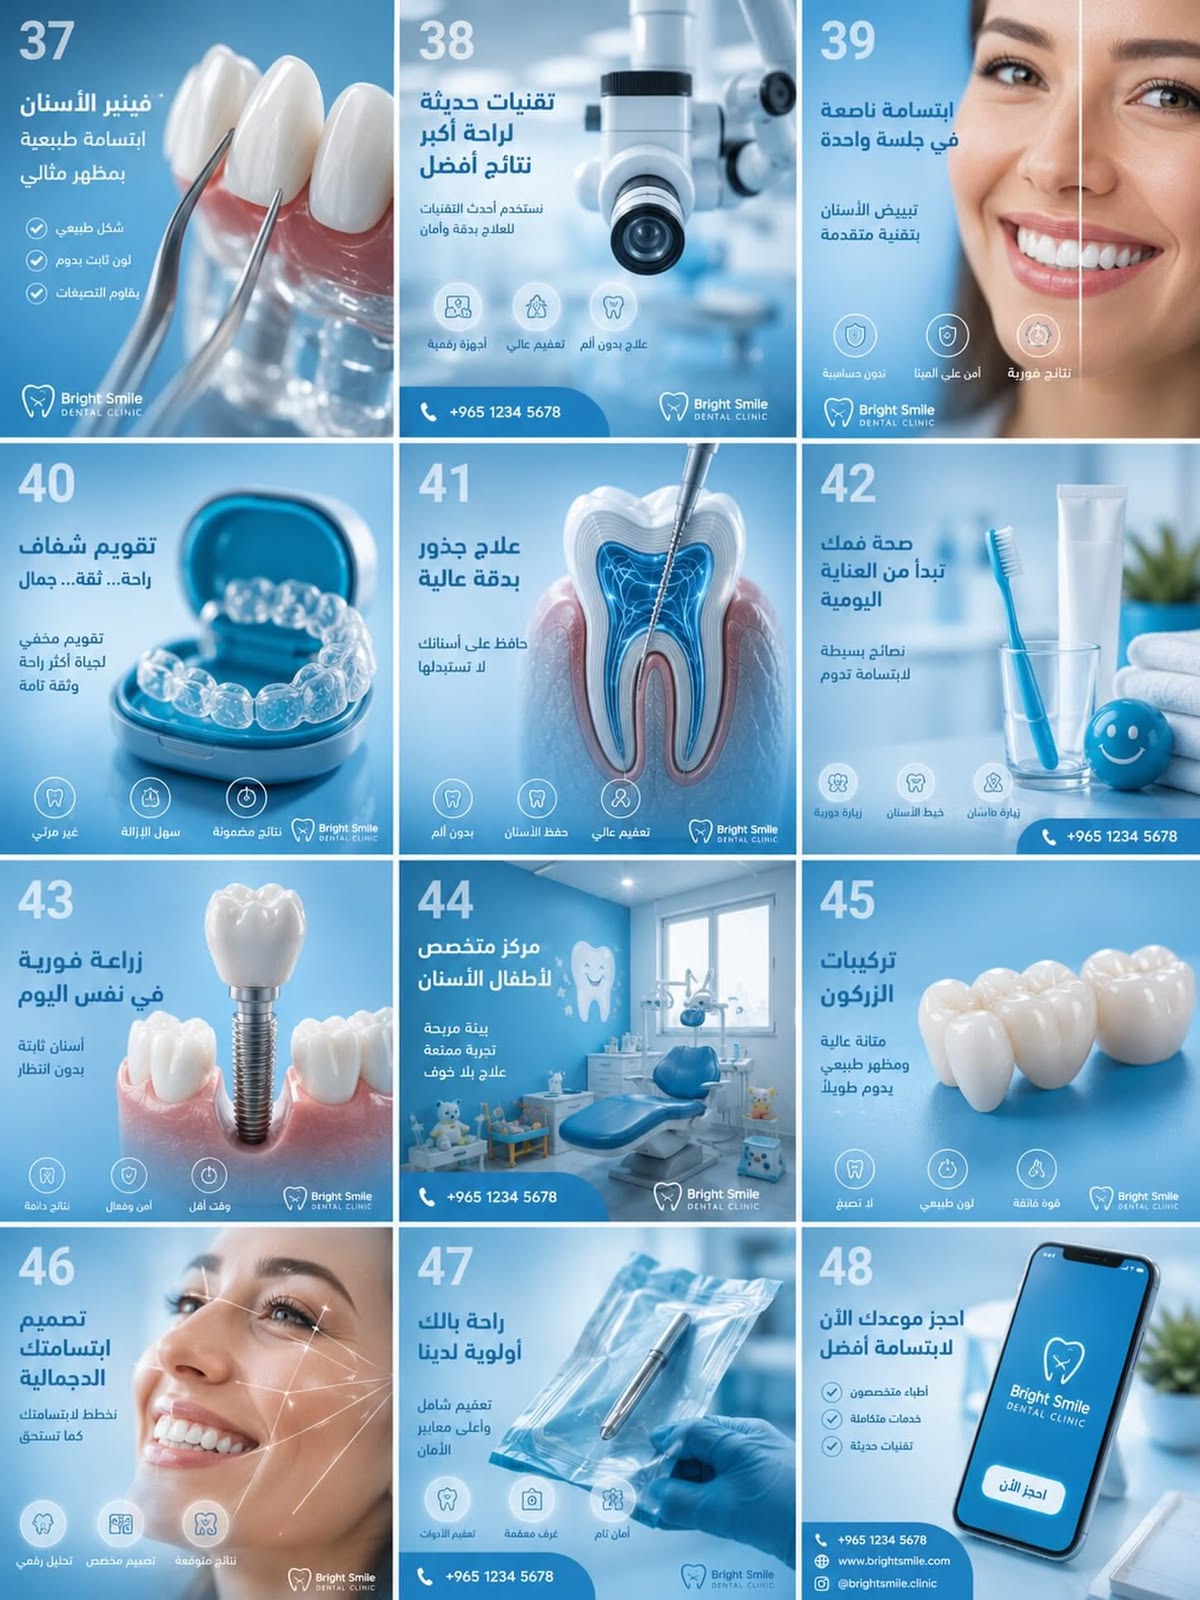 37
فينير الأسنان
ابتسامة طبيعية
بمظهر مثالي
شكل طبيعي
لون ثابت يدوم
يقاوم التصبغات
Bright Smile
DENTAL CLINIC
38
تقنيات حديثة
لراحة أكبر
نتائج أفضل
نستخدم أحدث التقنيات
للعلاج بدقة وأمان
أجهزة رقمية
تعقيم عالي
علاج بدون ألم
+965 1234 5678
Bright Smile
DENTAL CLINIC
39
ابتسامة ناصعة
في جلسة واحدة
تبييض الأسنان
بتقنية متقدمة
نتائج فورية
أمن على المينا
بدون حساسية
Bright Smile
DENTAL CLINIC
40
تقويم شفاف
راحة... ثقة... جمال
تقويم مخفي
لحياة أكثر راحة
وثقة تامة
نتائج مضمونة
سهل الإزالة
غير مرئي
Bright Smile
DENTAL CLINIC
41
علاج جذور
بدقة عالية
حافظ على أسنانك
لا تستبدلها
تعقيم عالي
حفظ الأسنان
بدون ألم
Bright Smile
DENTAL CLINIC
42
صحة فمك
تبدأ من العناية
اليومية
نصائح بسيطة
لابتسامة تدوم
زيارة
خيط الأسنان
زيارة دورية
+965 1234 5678
43
زراعة فورية
في نفس اليوم
أسنان ثابتة
بدون انتظار
وقت أقل
أمن وفعال
نتائج دائمة
Bright Smile
DENTAL CLINIC
44
مركز متخصص
لأطفال الأسنان
بيئة مريحة
تجربة ممتعة
علاج بلا خوف
+965 1234 5678
Bright Smile
DENTAL CLINIC
45
تركيبات
الزركون
متانة عالية
ومظهر طبيعي
يدوم طويلاً
قوة فائقة
لون طبيعي
لا تصبغ
Bright Smile
DENTAL CLINIC
46
تصميم
ابتسامتك
الدجمالية
نخطط لابتسامتك
كما تستحق
نتائج متوقعة
تصميم مخصص
تحليل رقمي
Bright Smile
DENTAL CLINIC
47
راحة بالك
أولوية لدينا
تعقيم شامل
وأعلى معايير
الأمان
أمان تام
غرف معقمة
تعقيم الأدوات
+965 1234 5678
Bright Smile
DENTAL CLINIC
48
احجز موعدك الأن
لابتسامة أفضل
أطباء متخصصون
خدمات متكاملة
تقنيات حديثة
Bright Smile
DENTAL CLINIC
احجز الأن
+965 1234 5678
www.brightsmile.com
@brightsmile.clinic